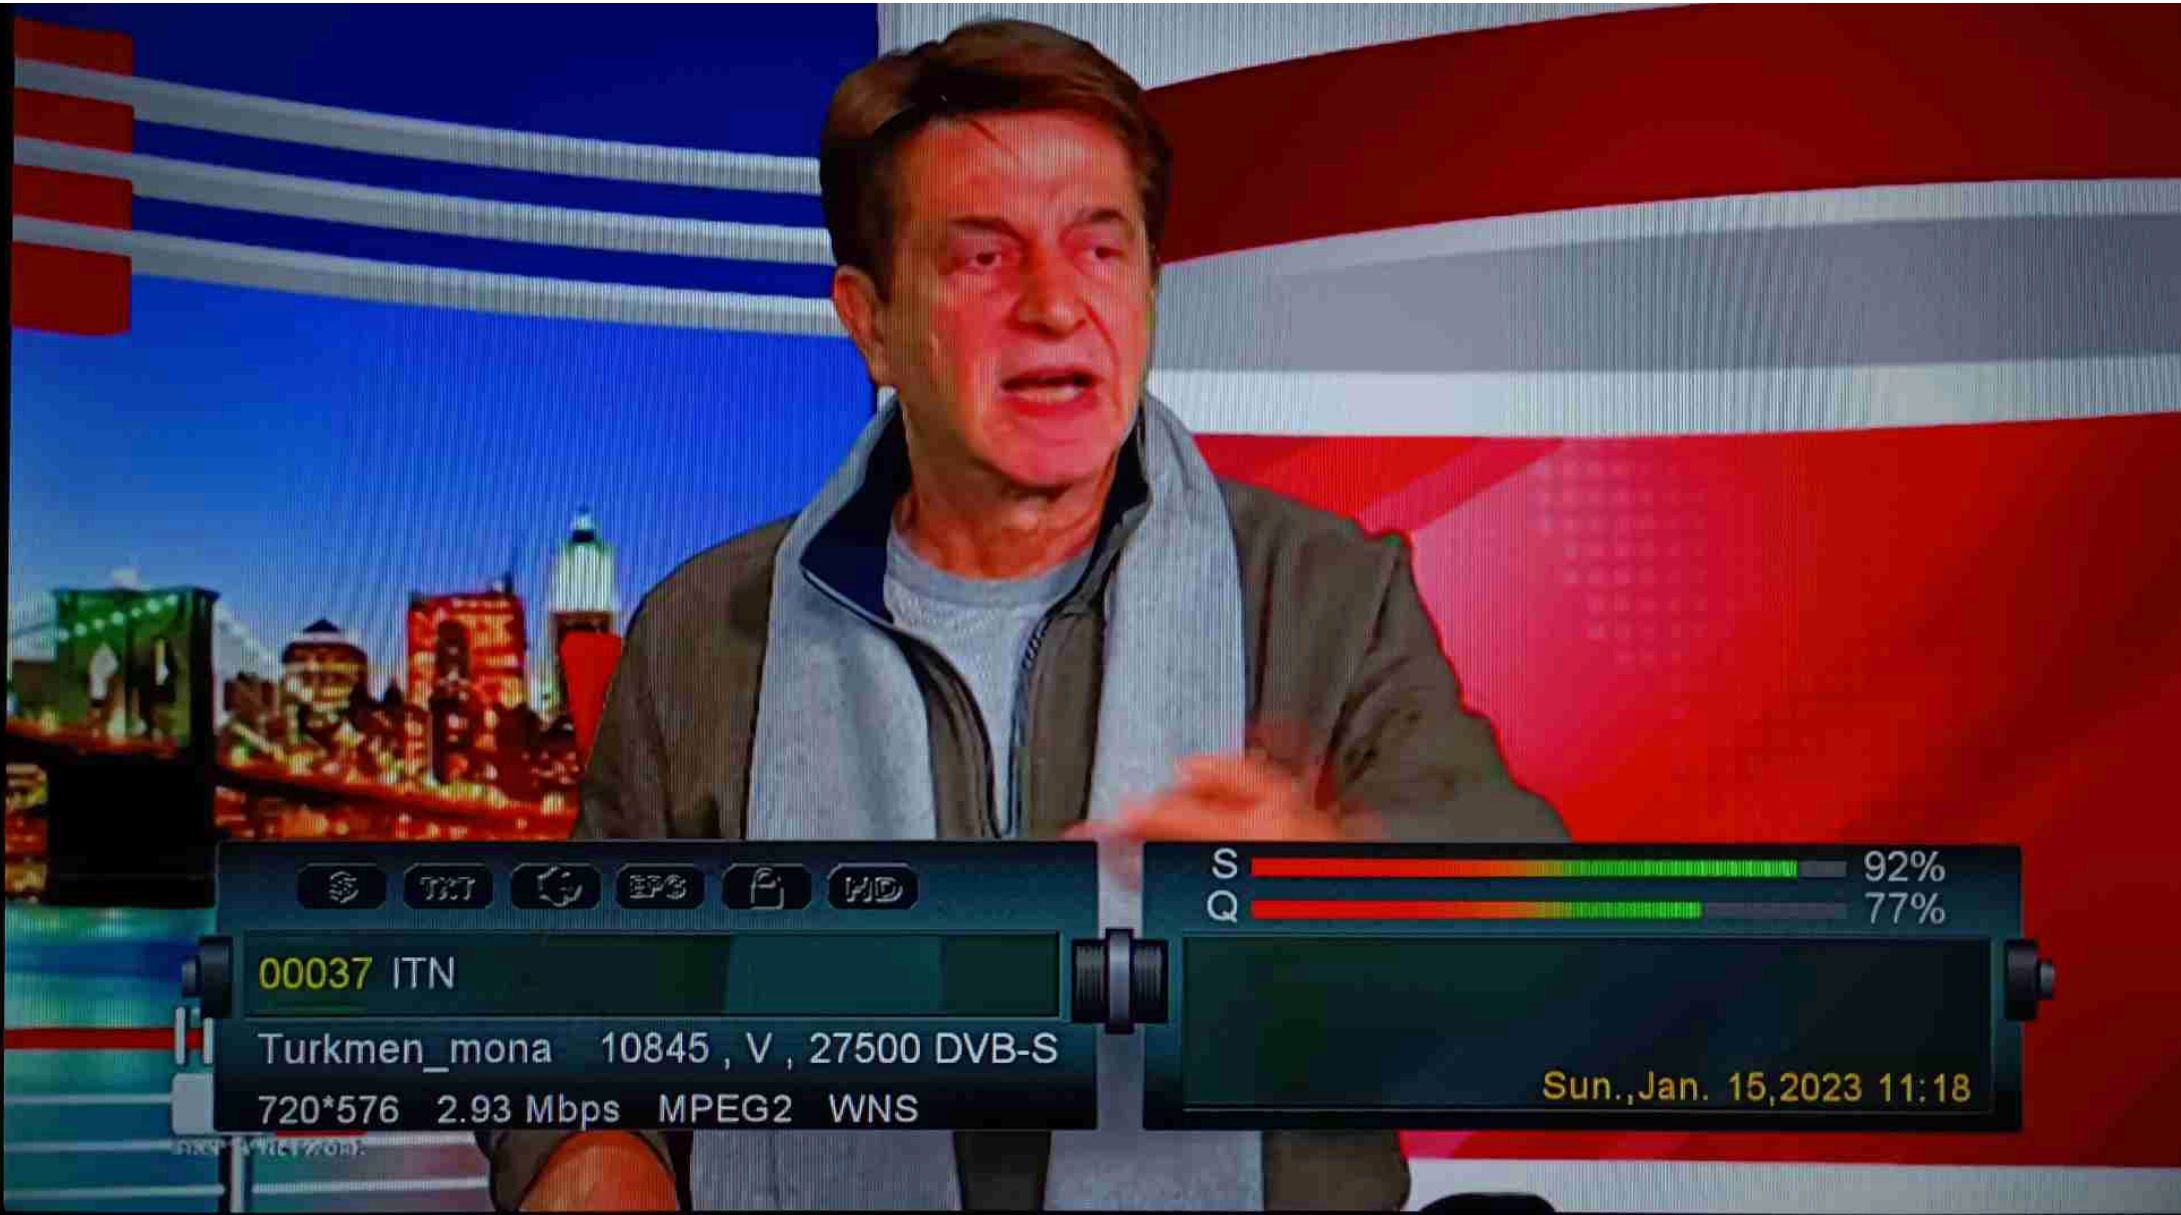 TXT EPG HD
S 92%
Q 77%
00037 ITN
Turkmen_mona 10845 , V , 27500 DVB-S
720*576 2.93 Mbps MPEG2 WNS
Sun.,Jan. 15,2023 11:18